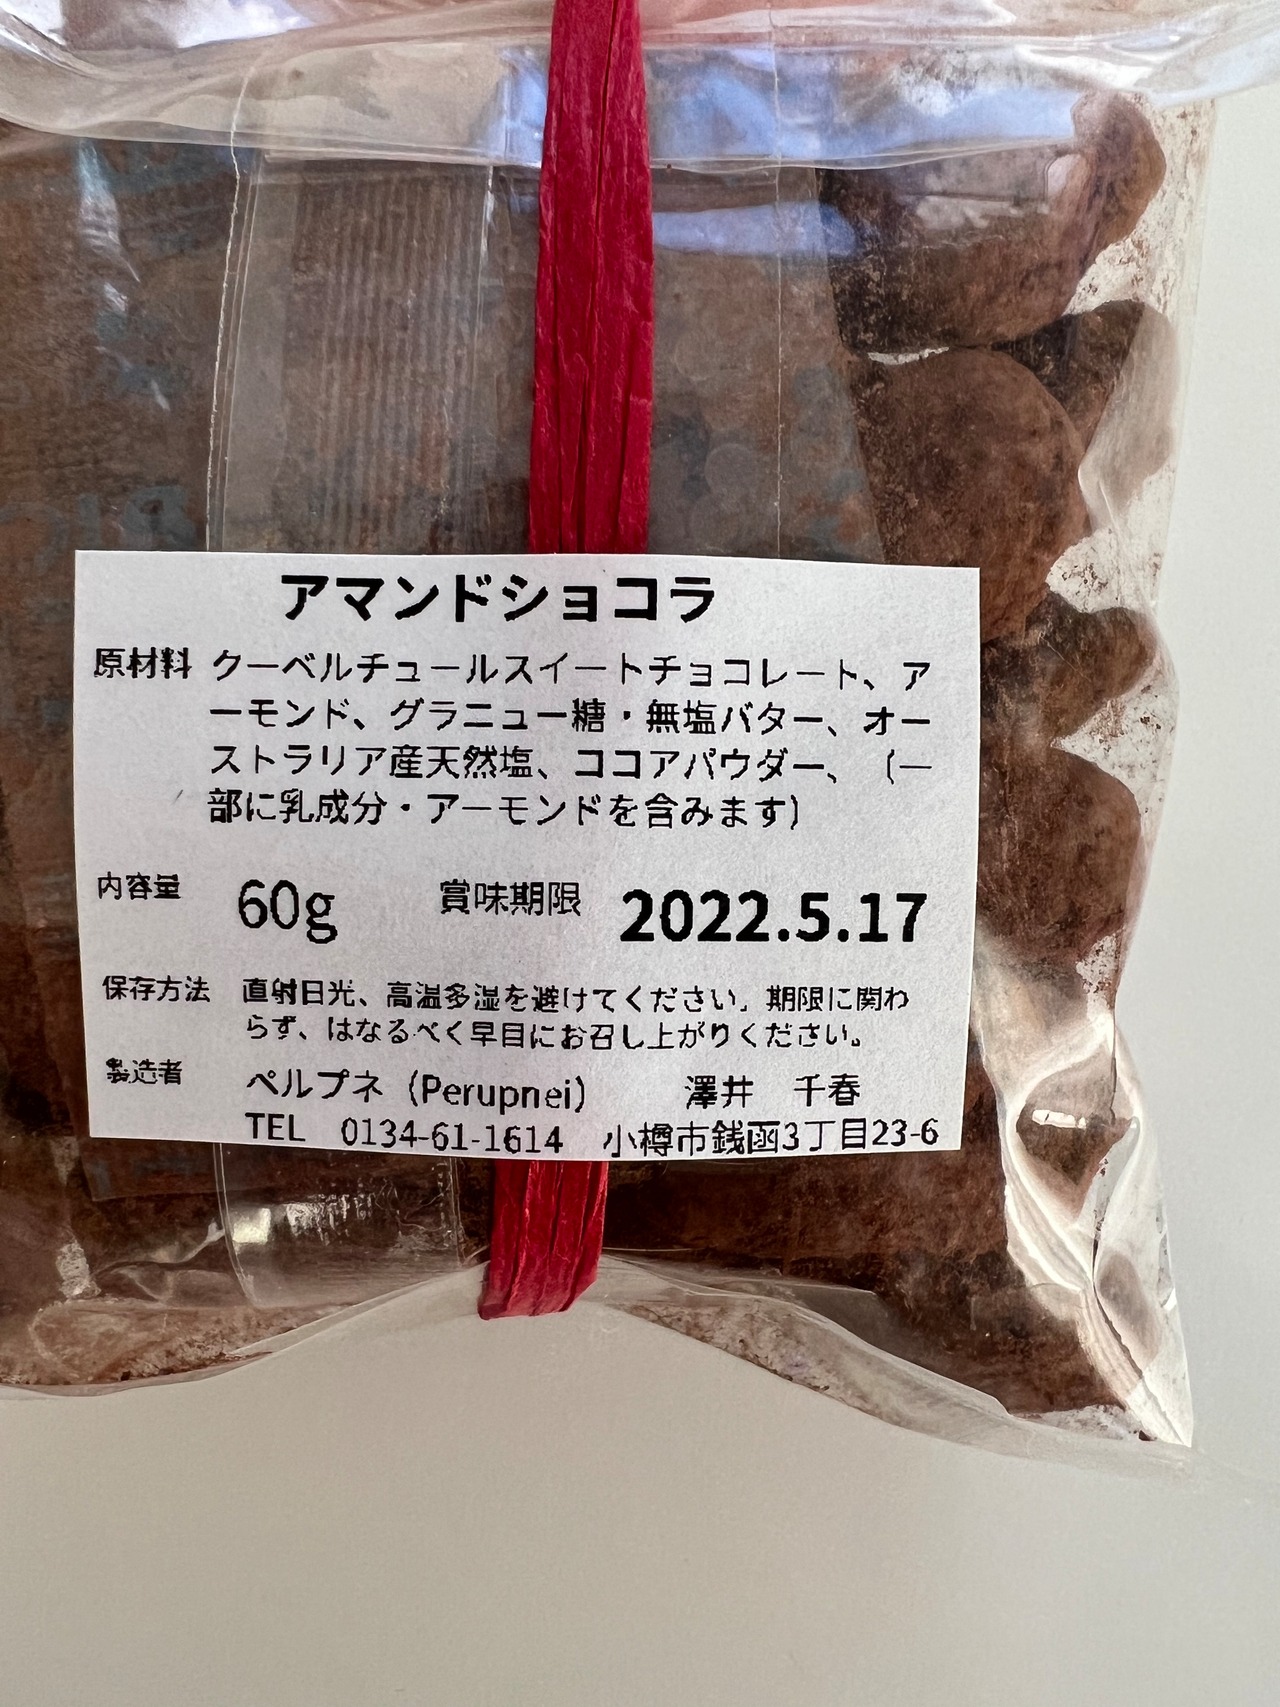 アマンドショコラ
原材料 クーベルチュールスイートチョコレート、ア
ーモンド、グラニュー糖・無塩バター、オー
ストラリア産天然塩、ココアパウダー、（一
部に乳成分・アーモンドを含みます）
内容量 60g 賞味期限 2022.5.17
保存方法 直射日光、高温多湿を避けてください。期限に関わ
らず、はなるべく早目にお召し上がりください。
製造者 ペルプネ（Perupnei） 澤井 千春
TEL 0134-61-1614 小樽市銭函3丁目23-6